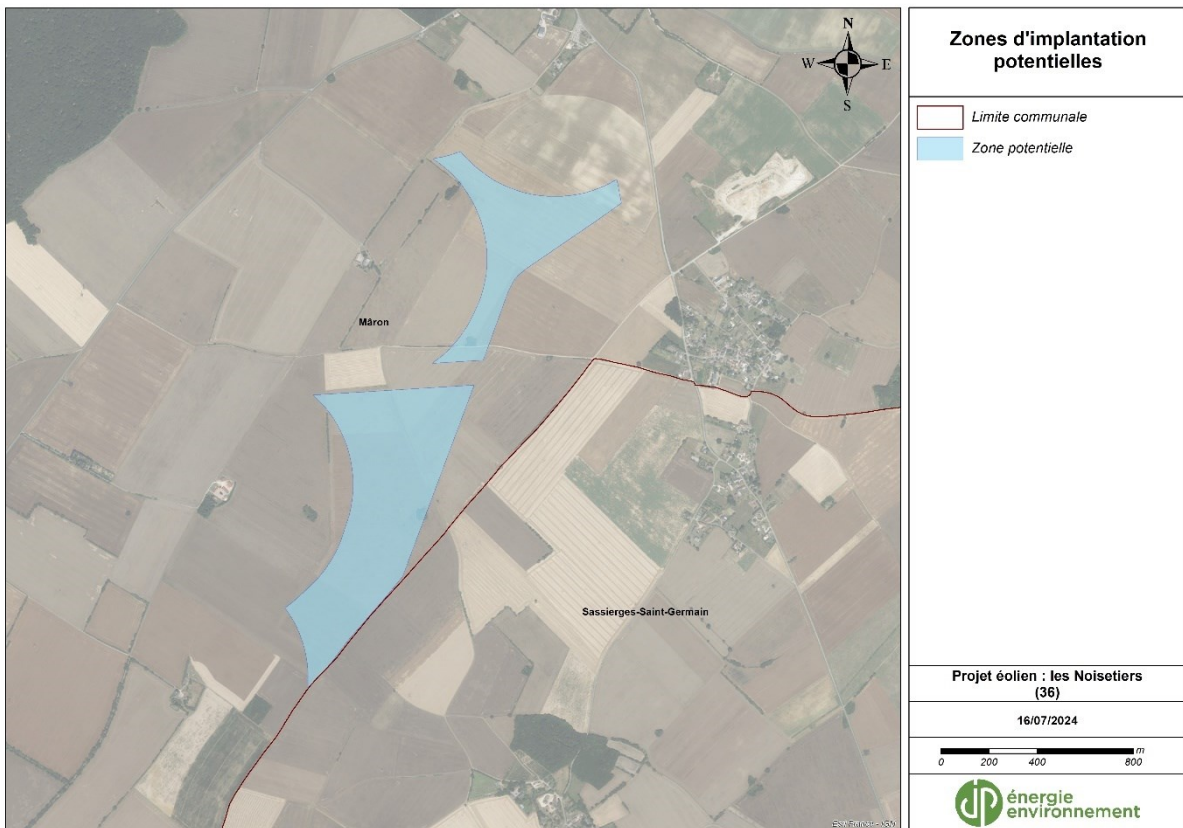 N
W E
S
Mâron
Sassierges-Saint-Germain
Zones d'implantation
potentielles
Limite communale
Zone potentielle
Projet éolien : les Noisetiers
(36)
16/07/2024
m
0 200 400 800
JP énergie
environnement